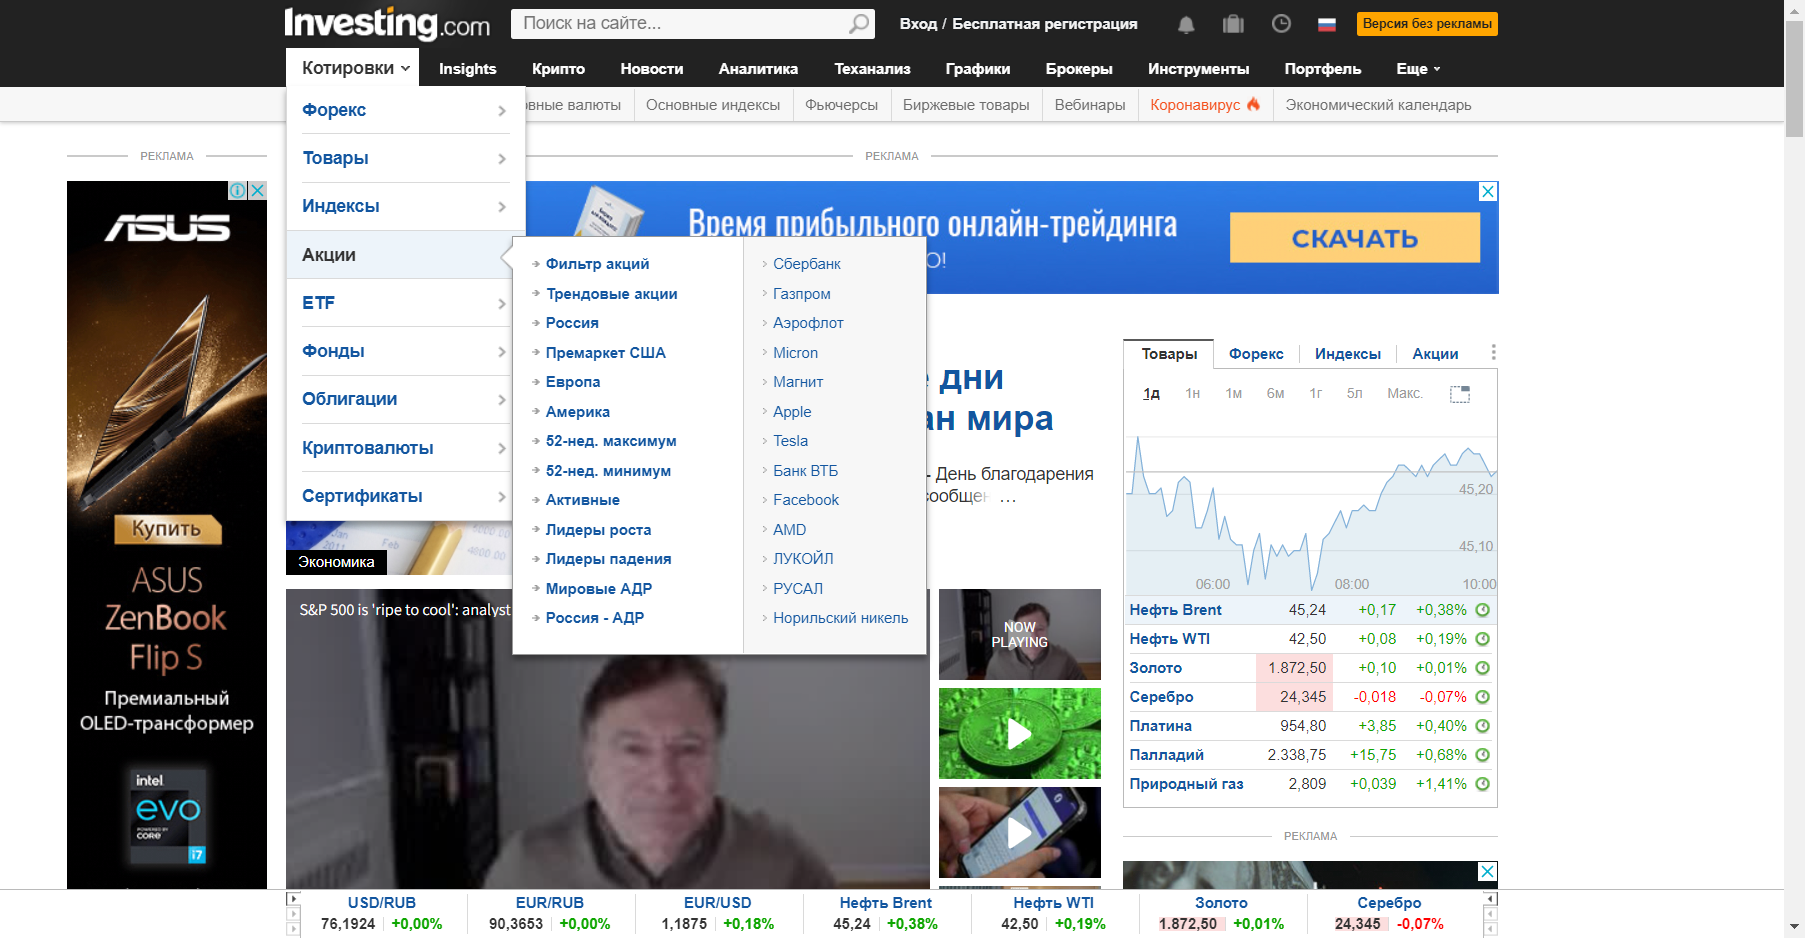 Investing.com
Поиск на сайте...
Вход / Бесплатная регистрация
Версия без рекламы
Котировки
Insights
Крипто
Новости
Аналитика
Теханализ
Графики
Брокеры
Инструменты
Портфель
Еще
валюты
Основные индексы
Фьючерсы
Биржевые товары
Вебинары
Коронавирус
Экономический календарь
Форекс
Товары
Индексы
Акции
ETF
Фонды
Облигации
Криптовалюты
Сертификаты
Фильтр акций
Трендовые акции
Россия
Премаркет США
Европа
Америка
52-нед. максимум
52-нед. минимум
Активные
Лидеры роста
Лидеры падения
Мировые АДР
Россия - АДР
Сбербанк
Газпром
Аэрофлот
Micron
Магнит
Apple
Tesla
Банк ВТБ
Facebook
AMD
ЛУКОЙЛ
РУСАЛ
Норильский никель
РЕКЛАМА
РЕКЛАМА
ASUS
Купить
ASUS
ZenBook
Flip S
Премиальный
OLED-трансформер
intel
evo
POWERED BY
CORE
i7
Время прибыльного онлайн-трейдинга
СКАЧАТЬ
дни
мира
- День благодарения
...
Jan
2011
Feb
5000.00
4000.00
Экономика
S&P 500 is 'ripe to cool': analyst
NOW
PLAYING
Товары
Форекс
Индексы
Акции
1д 1н 1м 6м 1г 5л Макс.
45,20
45,10
06:00 08:00 10:00
Нефть Brent 45,24 +0,17 +0,38%
Нефть WTI 42,50 +0,08 +0,19%
Золото 1.872,50 +0,10 +0,01%
Серебро 24,345 -0,018 -0,07%
Платина 954,80 +3,85 +0,40%
Палладий 2.338,75 +15,75 +0,68%
Природный газ 2,809 +0,039 +1,41%
РЕКЛАМА
USD/RUB
76,1924 +0,00%
EUR/RUB
90,3653 +0,00%
EUR/USD
1,1875 +0,18%
Нефть Brent
45,24 +0,38%
Нефть WTI
42,50 +0,19%
Золото
1.872,50 +0,01%
Серебро
24,345 -0,07%